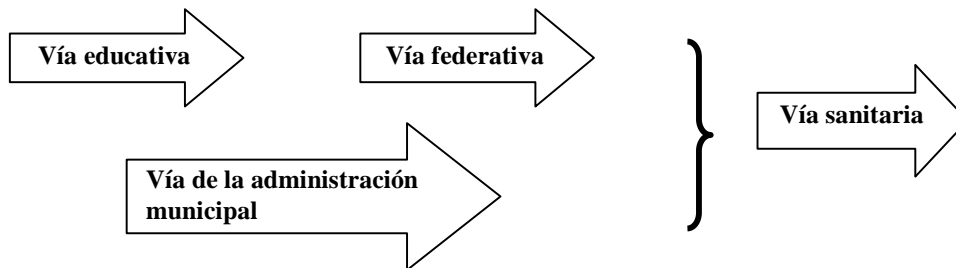 Vía educativa
Vía federativa
Vía sanitaria
Vía de la administración
municipal